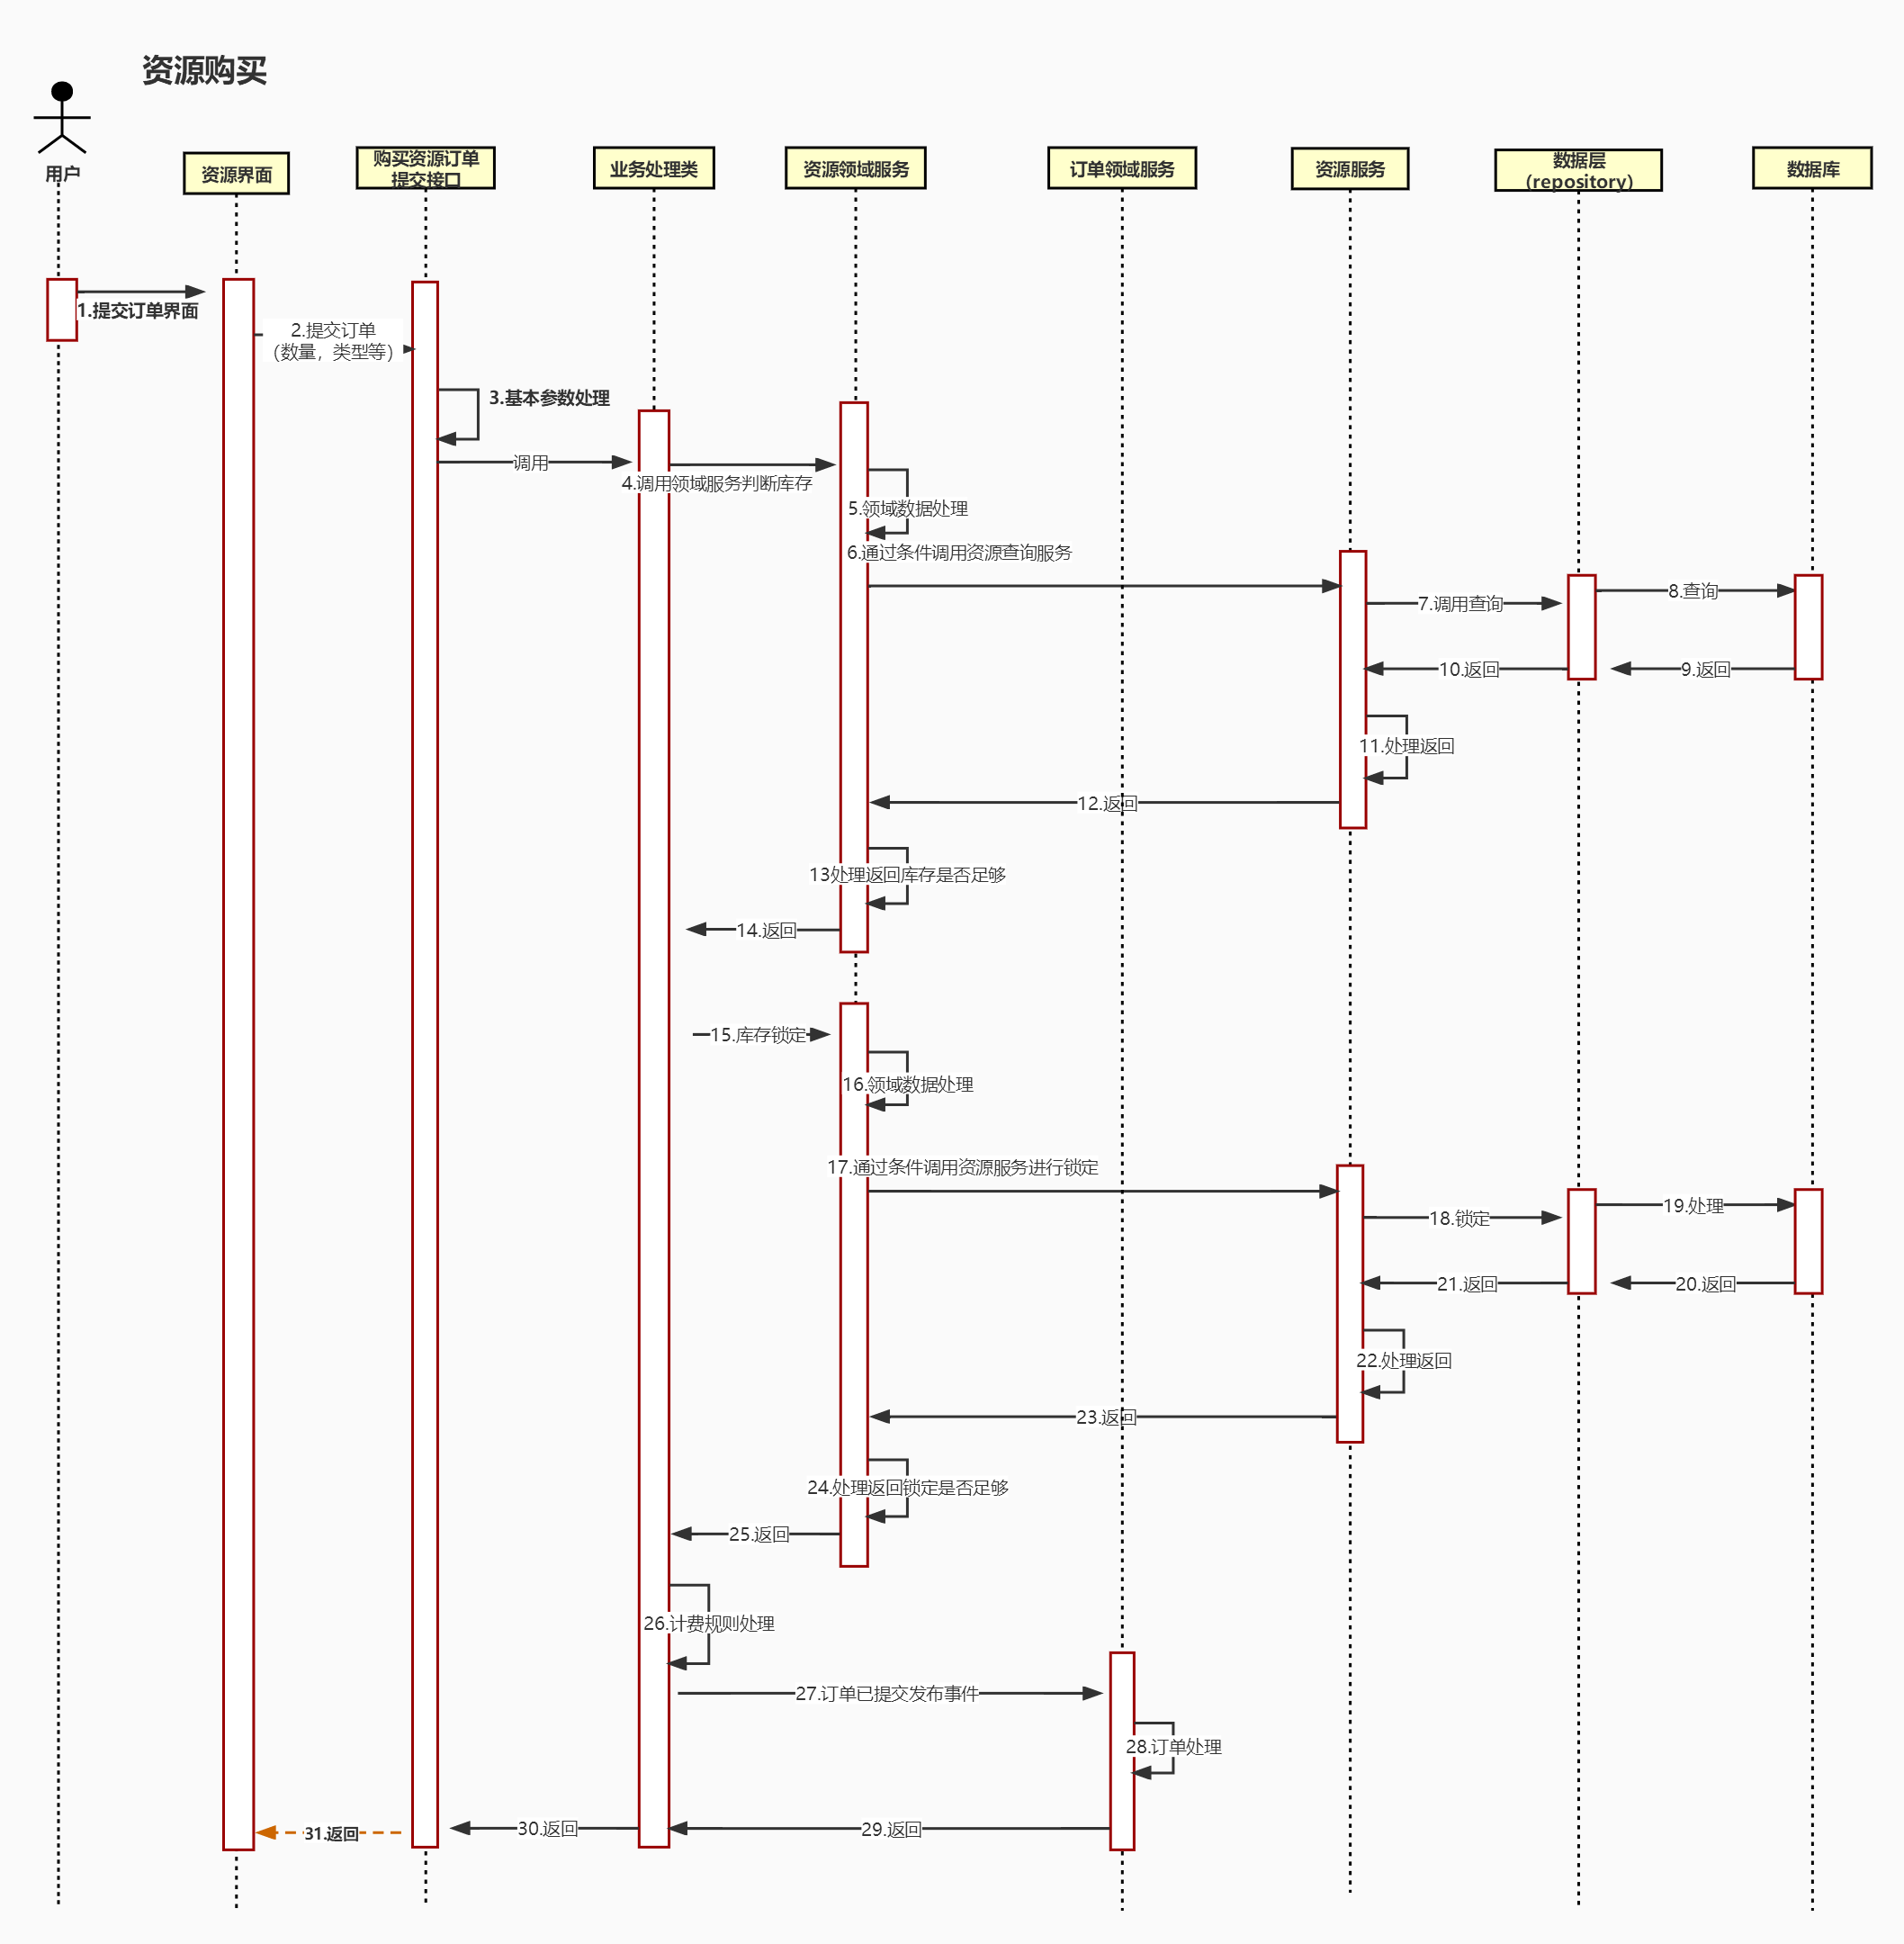 资源购买
用户
资源界面
购买资源订单
提交接口
业务处理类
资源领域服务
订单领域服务
资源服务
数据层
（repository）
数据库
1.提交订单界面
2.提交订单
（数量，类型等）
3.基本参数处理
调用
4.调用领域服务判断库存
5.领域数据处理
6.通过条件调用资源查询服务
7.调用查询
8.查询
9.返回
10.返回
11.处理返回
12.返回
13处理返回库存是否足够
14.返回
15.库存锁定
16.领域数据处理
17.通过条件调用资源服务进行锁定
18.锁定
19.处理
20.返回
21.返回
22.处理返回
23.返回
24.处理返回锁定是否足够
25.返回
26.计费规则处理
27.订单已提交发布事件
28.订单处理
29.返回
30.返回
31.返回